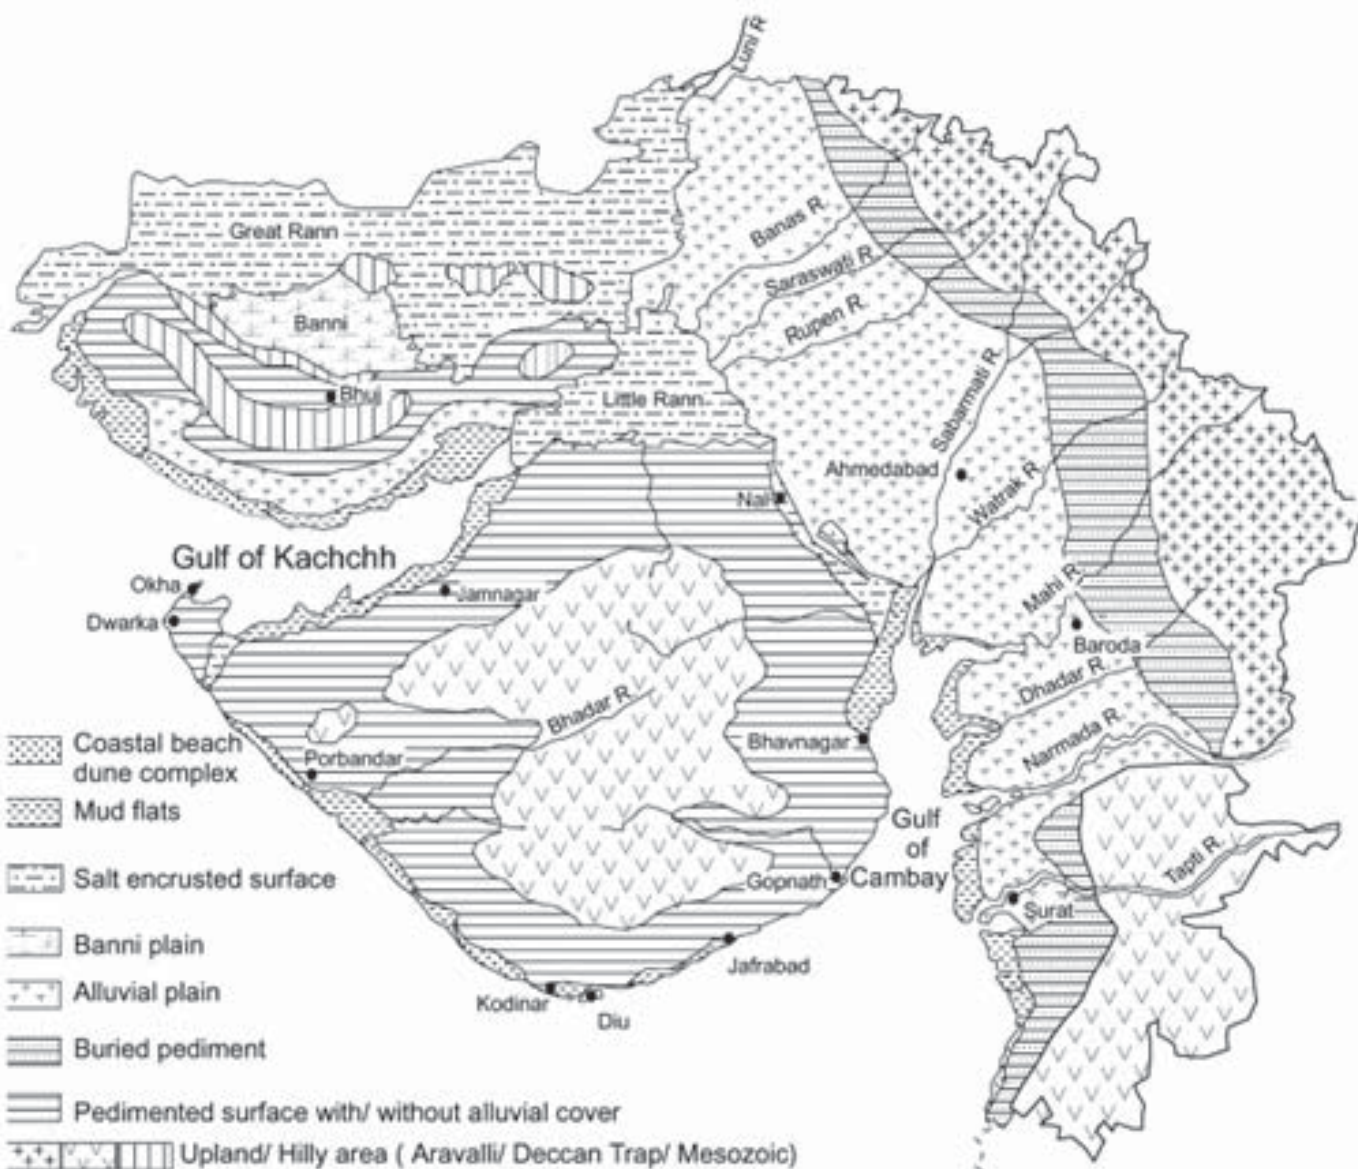 Luni R
Great Rann
Banas R.
Saraswati R.
Rupen R.
Banni
Bhuj
Little Rann
Sabarmati R.
Ahmedabad
Watrak R.
Nal
Gulf of Kachchh
Okha
Jamnagar
Dwarka
Mahi R.
Baroda
Dhadar R.
Bhadar R.
Narmada R.
Bhavnagar
Porbandar
Gulf
of
Cambay
Tapti R.
Gopnath
Surat
Jafrabad
Kodinar
Diu
Coastal beach
dune complex
Mud flats
Salt encrusted surface
Banni plain
Alluvial plain
Buried pediment
Pedimented surface with/ without alluvial cover
Upland/ Hilly area ( Aravalli/ Deccan Trap/ Mesozoic)